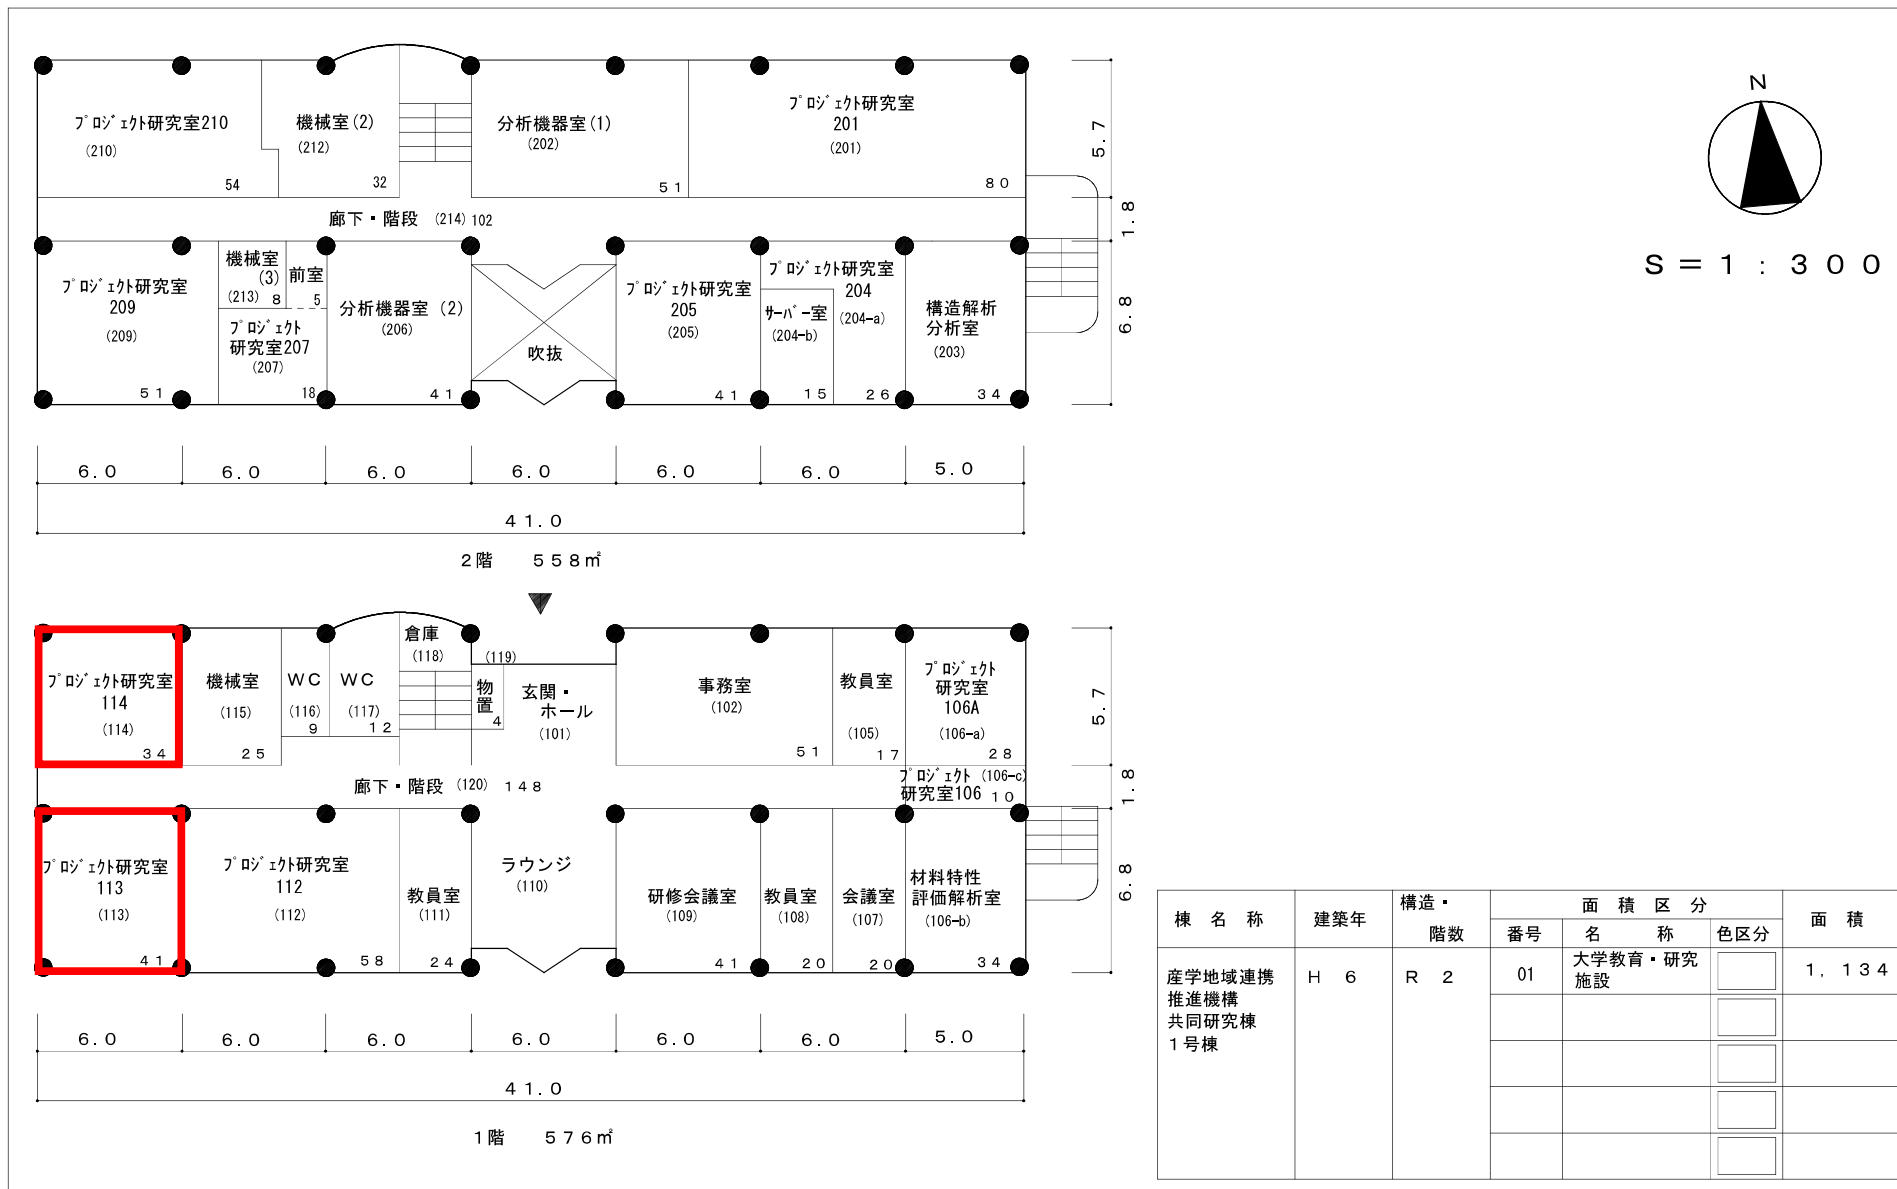 プロジェクト研究室210
(210)
54
機械室(2)
(212)
32
分析機器室(1)
(202)
51
プロジェクト研究室
201
(201)
80
廊下・階段 (214) 102
プロジェクト研究室
209
(209)
51
機械室
(3)
(213) 8
前室
5
プロジェクト
研究室207
(207)
18
分析機器室(2)
(206)
41
吹抜
プロジェクト研究室
205
(205)
41
プロジェクト研究室
204
(204-a)
26
サーバー室
(204-b)
15
構造解析
分析室
(203)
34
5.7
1.8
6.8
6.0 6.0 6.0 6.0 6.0 6.0 5.0
41.0
2階 558㎡
N
S=1:300
プロジェクト研究室
114
(114)
34
機械室
(115)
25
WC
(116)
9
WC
(117)
12
倉庫
(118)
(119)
物置
4
玄関・
ホール
(101)
事務室
(102)
51
教員室
(105)
17
プロジェクト
研究室
106A
(106-a)
28
廊下・階段 (120) 148
プロジェクト (106-c)
研究室106 10
プロジェクト研究室
113
(113)
41
プロジェクト研究室
112
(112)
58
教員室
(111)
24
ラウンジ
(110)
研修会議室
(109)
41
教員室
(108)
20
会議室
(107)
20
材料特性
評価解析室
(106-b)
34
5.7
1.8
6.8
6.0 6.0 6.0 6.0 6.0 6.0 5.0
41.0
1階 576㎡
棟名称 建築年 構造・階数 面積区分 面積
番号 名称 色区分
産学地域連携
推進機構
共同研究棟
1号棟
H 6
R 2
01
大学教育・研究
施設
1,134